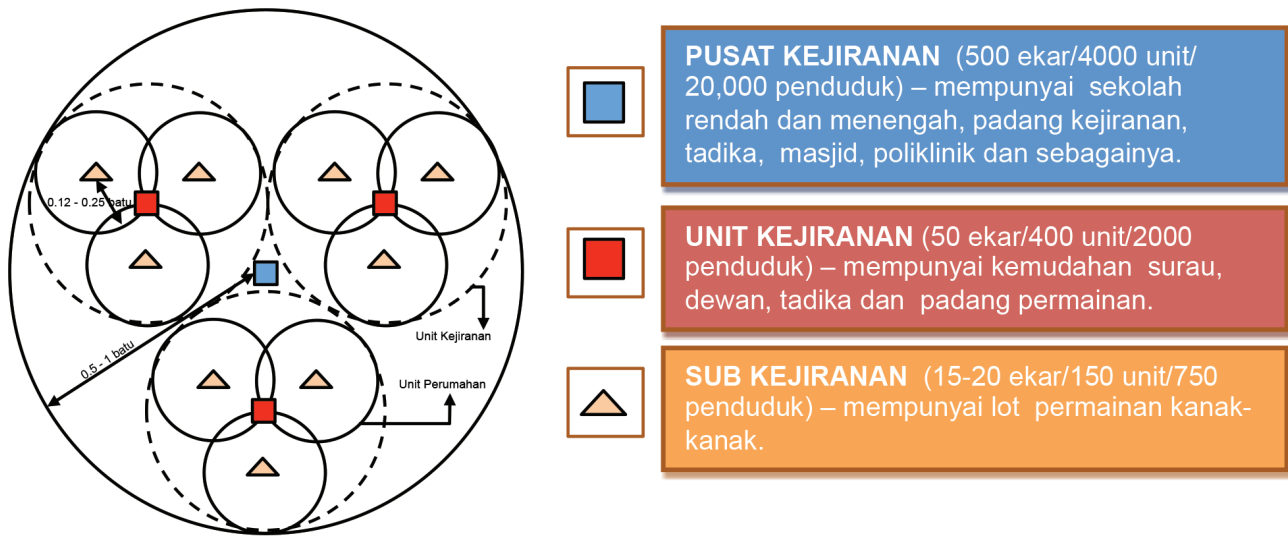 0.12 - 0.25 batu
0.5 - 1 batu
Unit Kejiranan
Unit Perumahan
PUSAT KEJIRANAN (500 ekar/4000 unit/
20,000 penduduk) – mempunyai sekolah
rendah dan menengah, padang kejiranan,
tadika, masjid, poliklinik dan sebagainya.
UNIT KEJIRANAN (50 ekar/400 unit/2000
penduduk) – mempunyai kemudahan surau,
dewan, tadika dan padang permainan.
SUB KEJIRANAN (15-20 ekar/150 unit/750
penduduk) – mempunyai lot permainan kanak-
kanak.